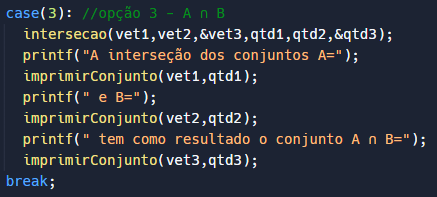 case(3): //opção 3 - A ∩ B
intersecao(vet1,vet2,&vet3,qtd1,qtd2,&qtd3);
printf("A interseção dos conjuntos A=");
imprimirConjunto(vet1,qtd1);
printf(" e B=");
imprimirConjunto(vet2,qtd2);
printf(" tem como resultado o conjunto A ∩ B=");
imprimirConjunto(vet3,qtd3);
break;